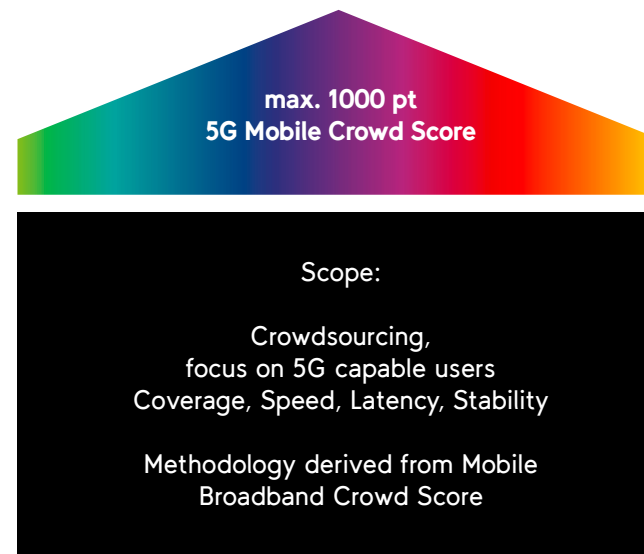 max. 1000 pt
5G Mobile Crowd Score
Scope:
Crowdsourcing,
focus on 5G capable users
Coverage, Speed, Latency, Stability
Methodology derived from Mobile
Broadband Crowd Score